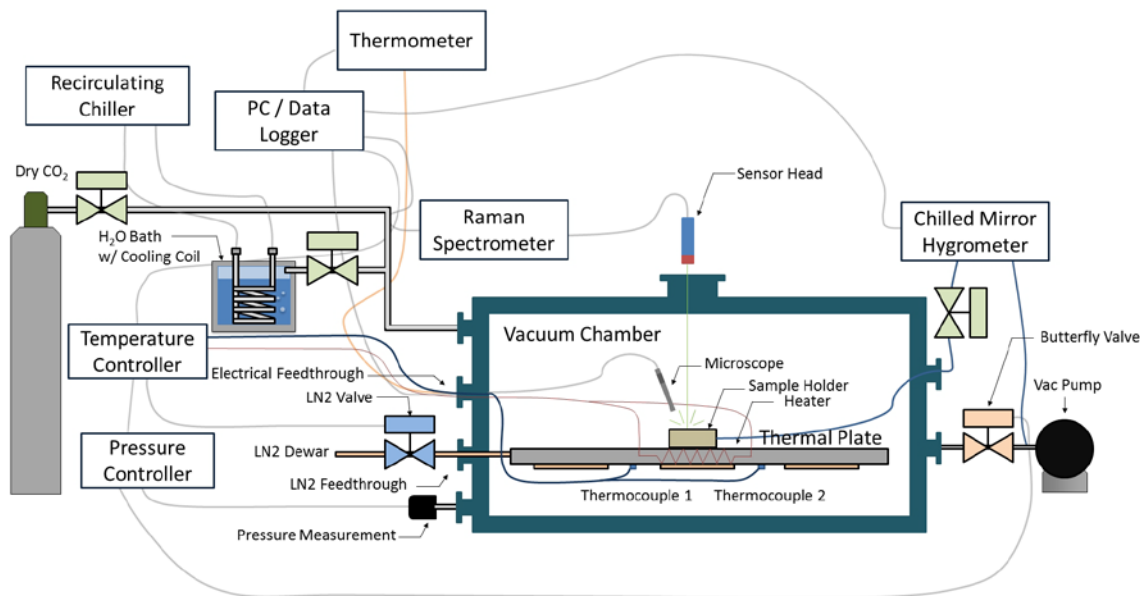 Thermometer
Recirculating
Chiller
PC / Data
Logger
Dry CO₂
Sensor Head
Raman
Spectrometer
Chilled Mirror
Hygrometer
H₂O Bath
w/ Cooling Coil
Vacuum Chamber
Temperature
Controller
Butterfly Valve
Electrical Feedthrough
Microscope
LN2 Valve
Sample Holder
Heater
Vac Pump
Thermal Plate
Pressure
Controller
LN2 Dewar
LN2 Feedthrough
Thermocouple 1
Thermocouple 2
Pressure Measurement